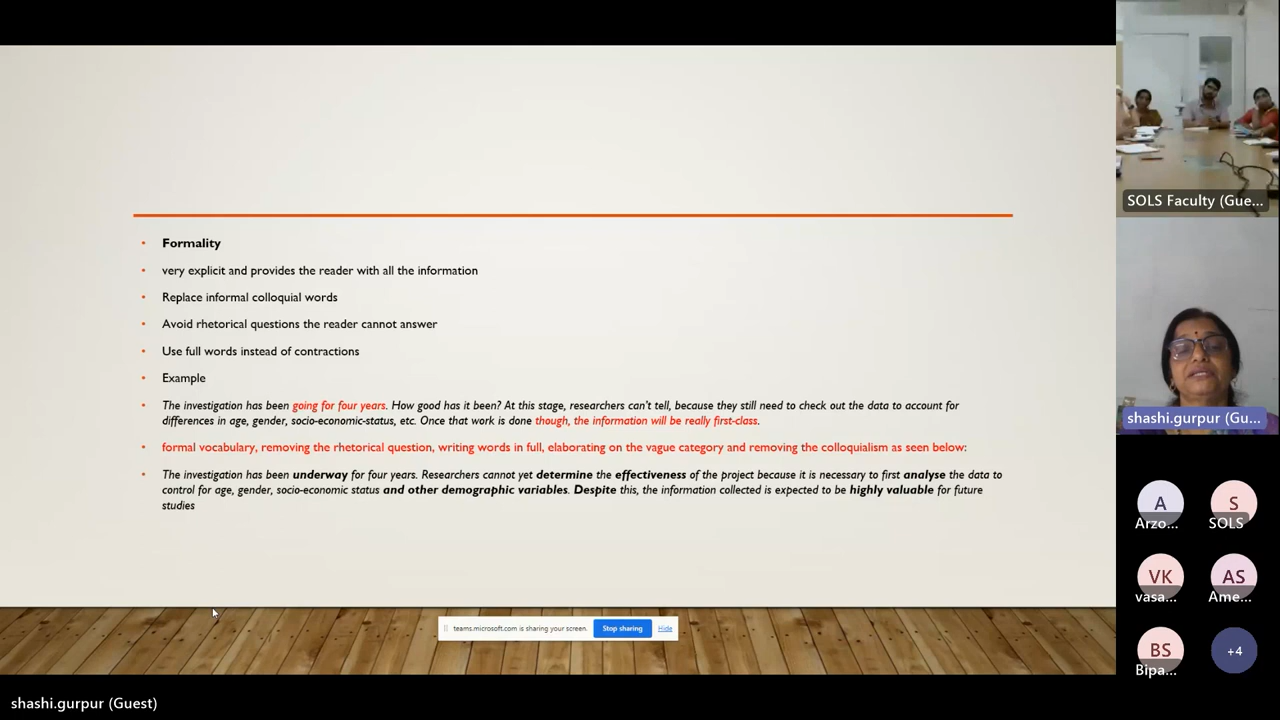 Formality
very explicit and provides the reader with all the information
Replace informal colloquial words
Avoid rhetorical questions the reader cannot answer
Use full words instead of contractions
Example
The investigation has been going for four years. How good has it been? At this stage, researchers can't tell, because they still need to check out the data to account for
differences in age, gender, socio-economic-status, etc. Once that work is done though, the information will be really first-class.
formal vocabulary, removing the rhetorical question, writing words in full, elaborating on the vague category and removing the colloquialism as seen below:
The investigation has been underway for four years. Researchers cannot yet determine the effectiveness of the project because it is necessary to first analyse the data to
control for age, gender, socio-economic status and other demographic variables. Despite this, the information collected is expected to be highly valuable for future
studies
teams.microsoft.com is sharing your screen.
Stop sharing
Hide
shashi.gurpur (Guest)
SOLS Faculty (Gue...
shashi.gurpur (Gu...
A
S
Arzo...
SOLS
VK
AS
vasa...
Ame...
BS
+4
Bipa...